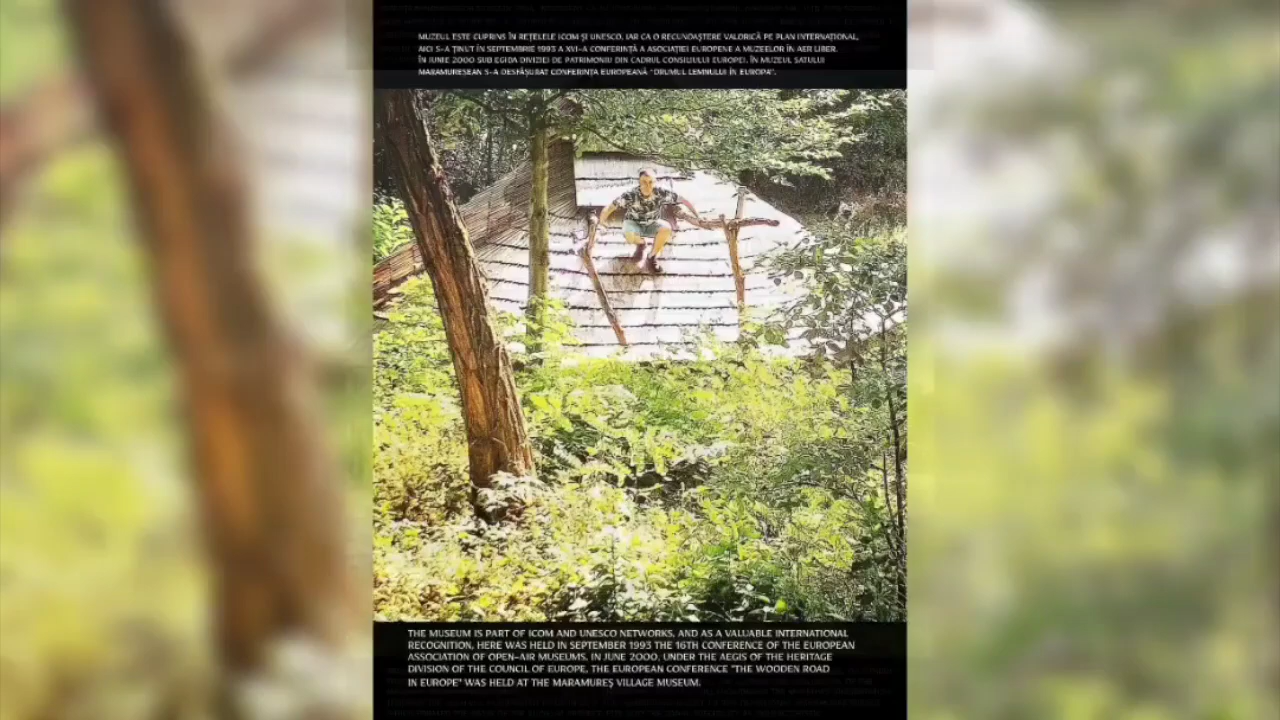 MUZEUL ESTE CUPRINS ÎN REȚELELE ICOM ȘI UNESCO, IAR CA O RECUNOAȘTERE VALORICĂ PE PLAN INTERNAȚIONAL,
AICI S-A ȚINUT ÎN SEPTEMBRIE 1993 A XVI-A CONFERINȚĂ A ASOCIAȚIEI EUROPENE A MUZEELOR ÎN AER LIBER.
ÎN IUNIE 2000 SUB EGIDA DIVIZIEI DE PATRIMONIU DIN CADRUL CONSILIULUI EUROPEI, ÎN MUZEUL SATULUI
MARAMUREȘEAN S-A DESFĂȘURAT CONFERINȚA EUROPEANĂ "DRUMUL LEMNULUI ÎN EUROPA".
THE MUSEUM IS PART OF ICOM AND UNESCO NETWORKS, AND AS A VALUABLE INTERNATIONAL
RECOGNITION, HERE WAS HELD IN SEPTEMBER 1993 THE 16TH CONFERENCE OF THE EUROPEAN
ASSOCIATION OF OPEN-AIR MUSEUMS. IN JUNE 2000, UNDER THE AEGIS OF THE HERITAGE
DIVISION OF THE COUNCIL OF EUROPE, THE EUROPEAN CONFERENCE "THE WOODEN ROAD
IN EUROPE" WAS HELD AT THE MARAMUREȘ VILLAGE MUSEUM.